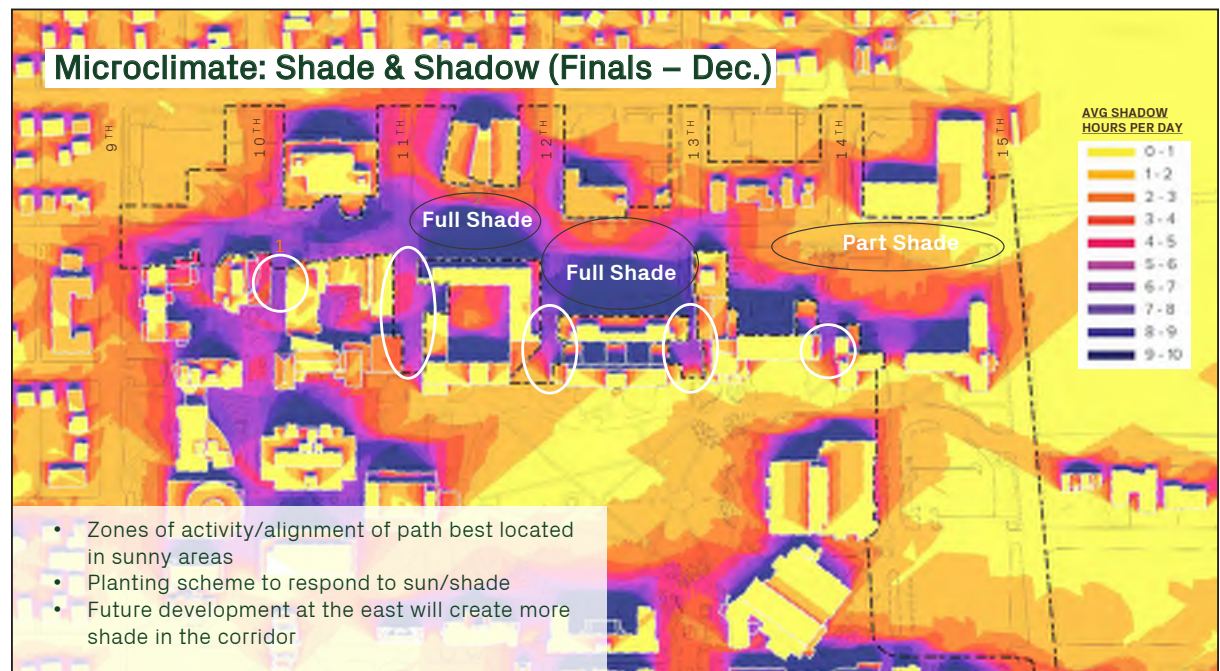 Microclimate: Shade & Shadow (Finals – Dec.)
9TH
10TH
11TH
12TH
13TH
14TH
15TH
AVG SHADOW
HOURS PER DAY
0 - 1
1 - 2
2 - 3
3 - 4
4 - 5
5 - 6
6 - 7
7 - 8
8 - 9
9 - 10
Full Shade
Full Shade
Part Shade
1
• Zones of activity/alignment of path best located
in sunny areas
• Planting scheme to respond to sun/shade
• Future development at the east will create more
shade in the corridor